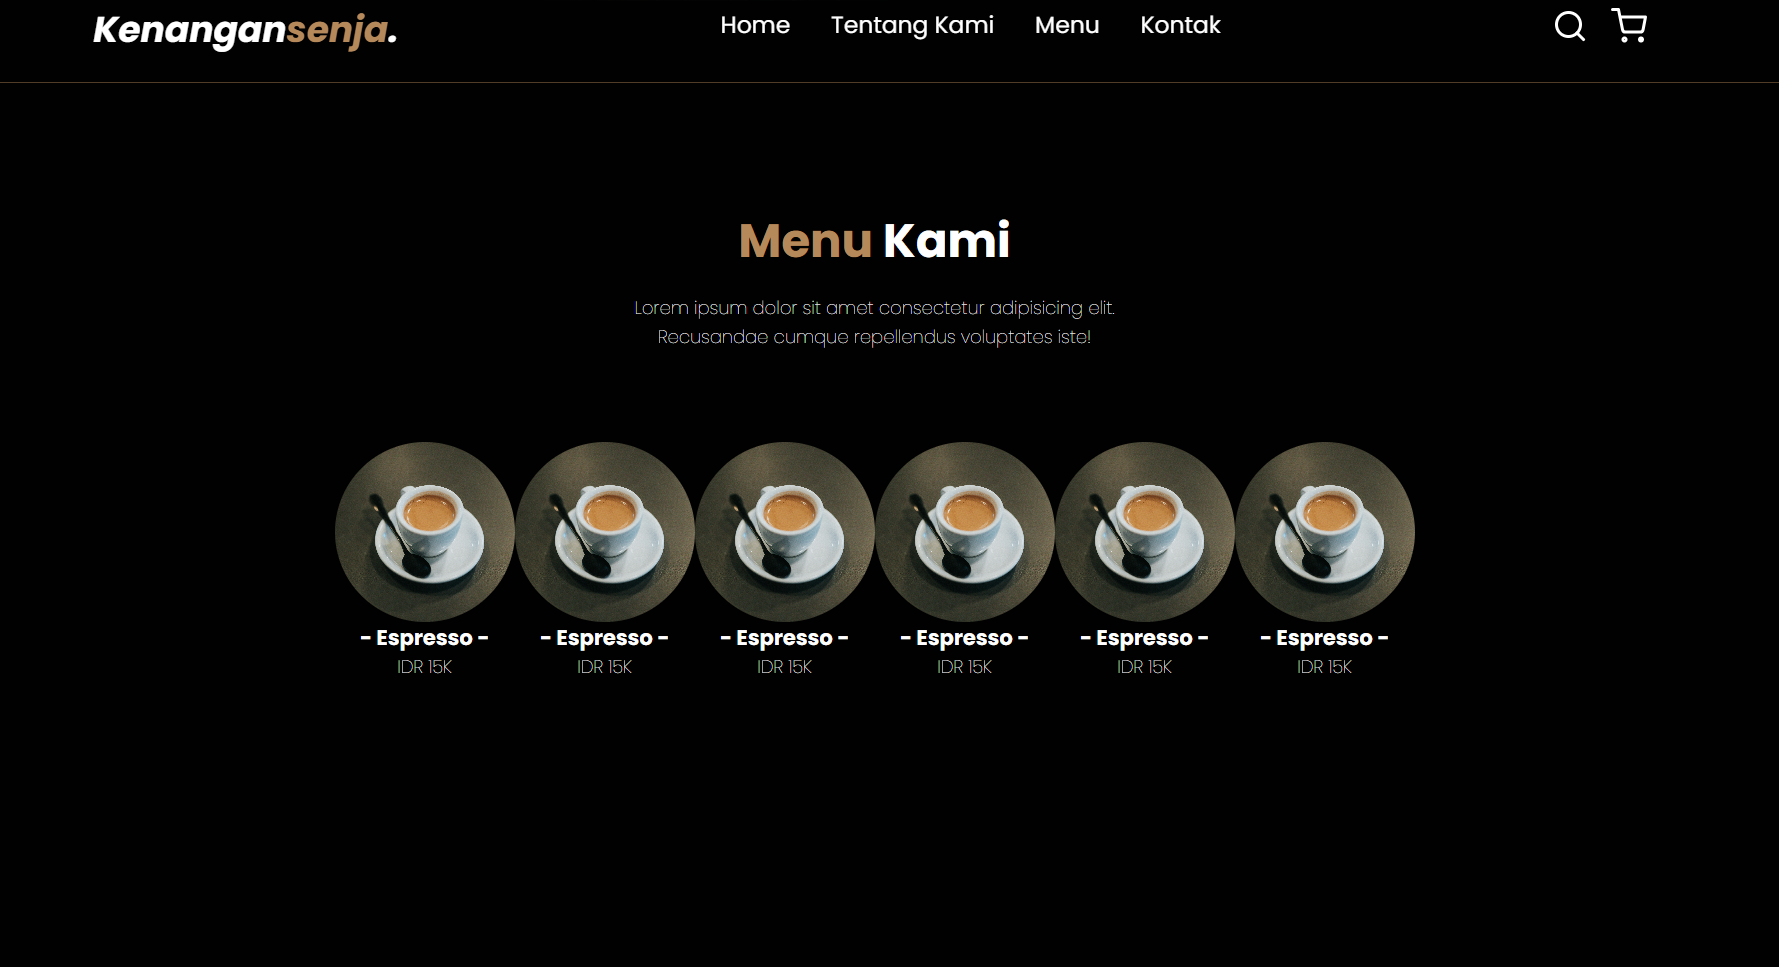 Kenangansenja.
Home Tentang Kami Menu Kontak
Menu Kami
Lorem ipsum dolor sit amet consectetur adipisicing elit.
Recusandae cumque repellendus voluptates iste!
- Espresso - - Espresso - - Espresso - - Espresso - - Espresso - - Espresso -
IDR 15K IDR 15K IDR 15K IDR 15K IDR 15K IDR 15K